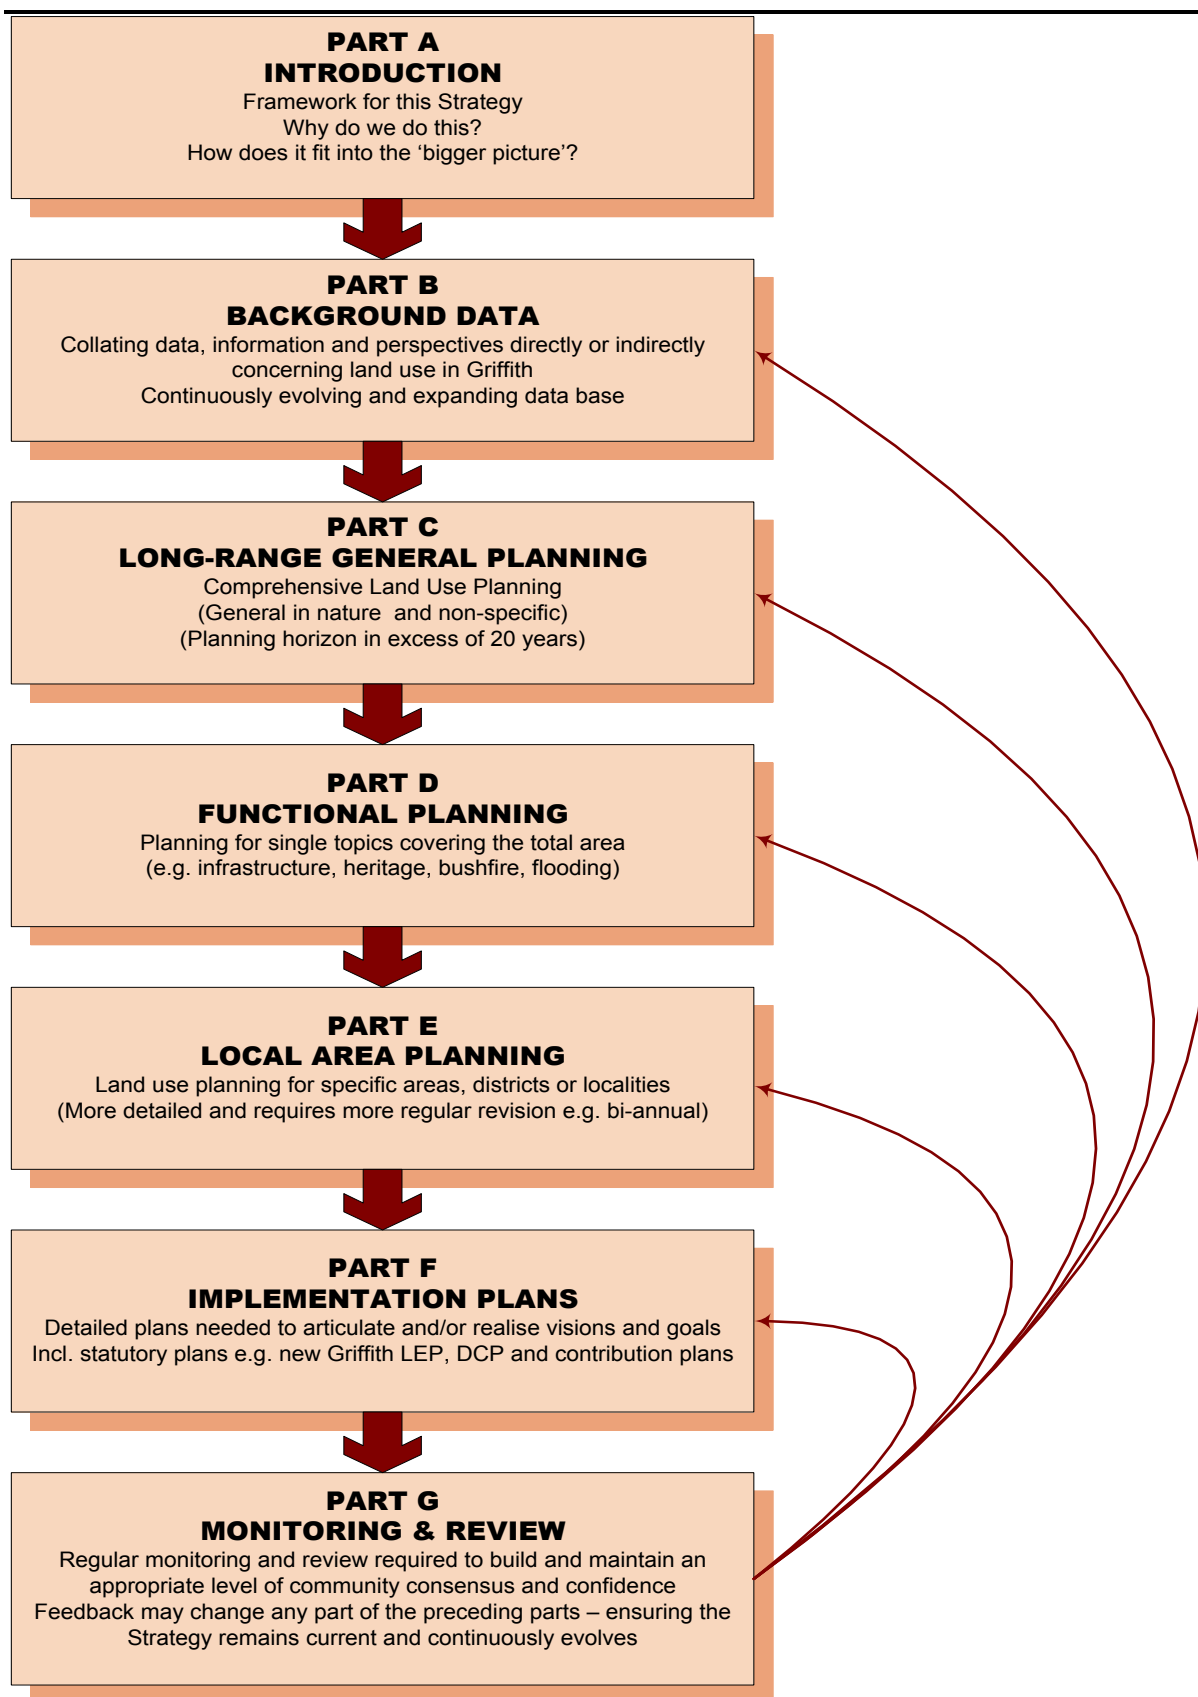 PART A
INTRODUCTION
Framework for this Strategy
Why do we do this?
How does it fit into the ‘bigger picture’?
PART B
BACKGROUND DATA
Collating data, information and perspectives directly or indirectly
concerning land use in Griffith
Continuously evolving and expanding data base
PART C
LONG-RANGE GENERAL PLANNING
Comprehensive Land Use Planning
(General in nature and non-specific)
(Planning horizon in excess of 20 years)
PART D
FUNCTIONAL PLANNING
Planning for single topics covering the total area
(e.g. infrastructure, heritage, bushfire, flooding)
PART E
LOCAL AREA PLANNING
Land use planning for specific areas, districts or localities
(More detailed and requires more regular revision e.g. bi-annual)
PART F
IMPLEMENTATION PLANS
Detailed plans needed to articulate and/or realise visions and goals
Incl. statutory plans e.g. new Griffith LEP, DCP and contribution plans
PART G
MONITORING & REVIEW
Regular monitoring and review required to build and maintain an
appropriate level of community consensus and confidence
Feedback may change any part of the preceding parts – ensuring the
Strategy remains current and continuously evolves